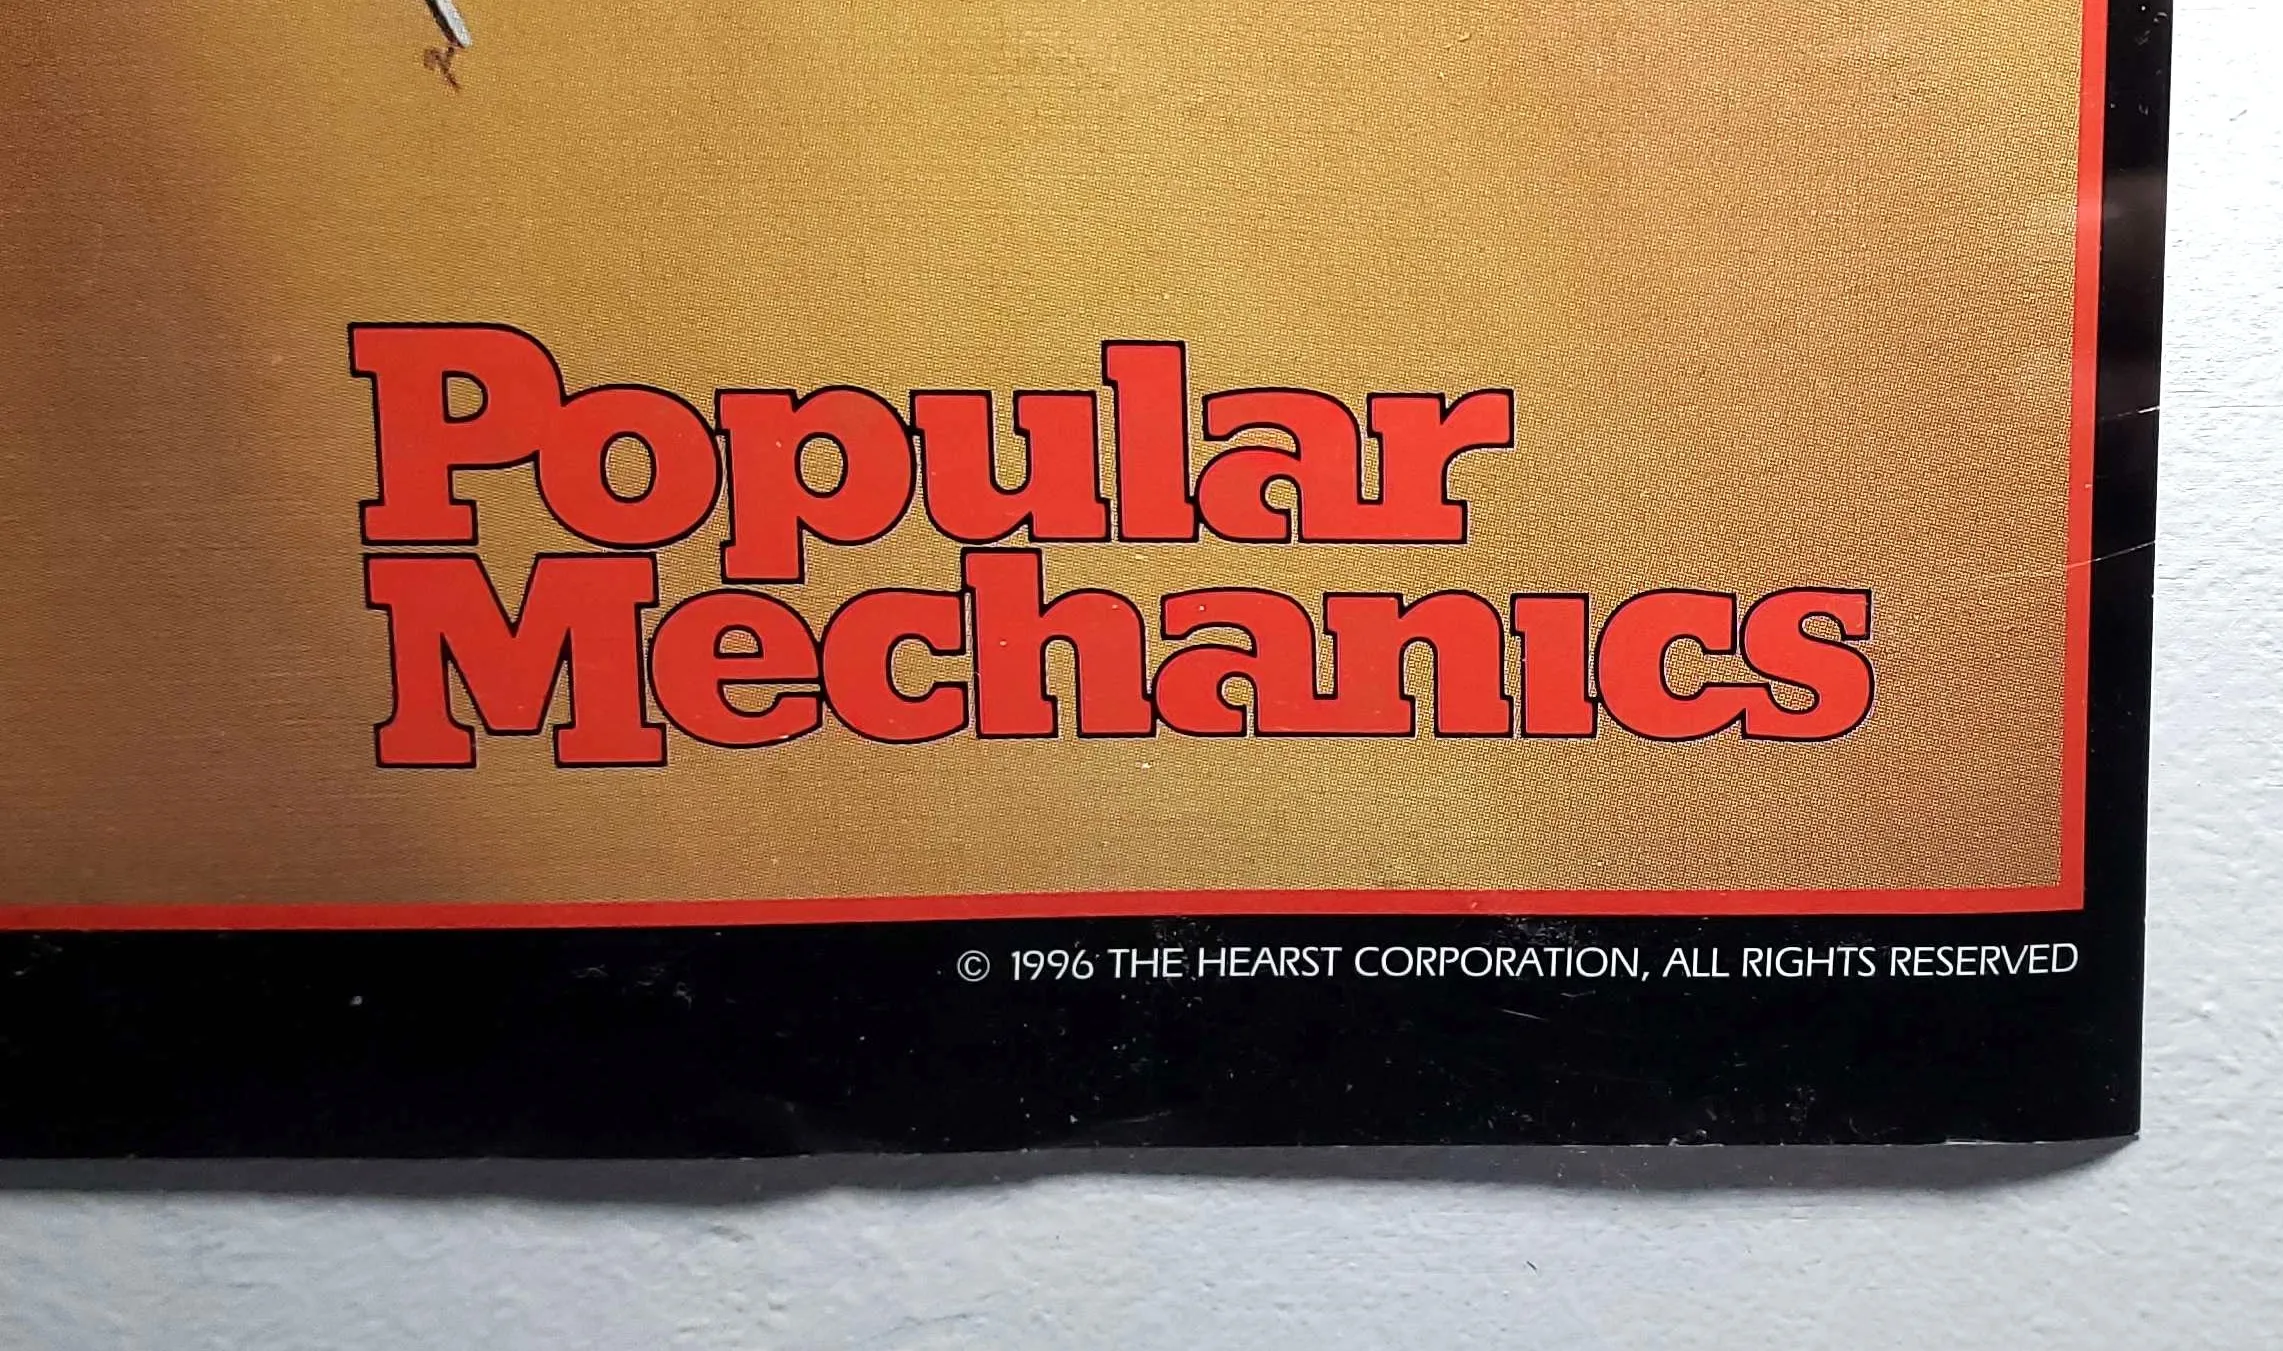 Popular
Mechanics
© 1996 THE HEARST CORPORATION, ALL RIGHTS RESERVED